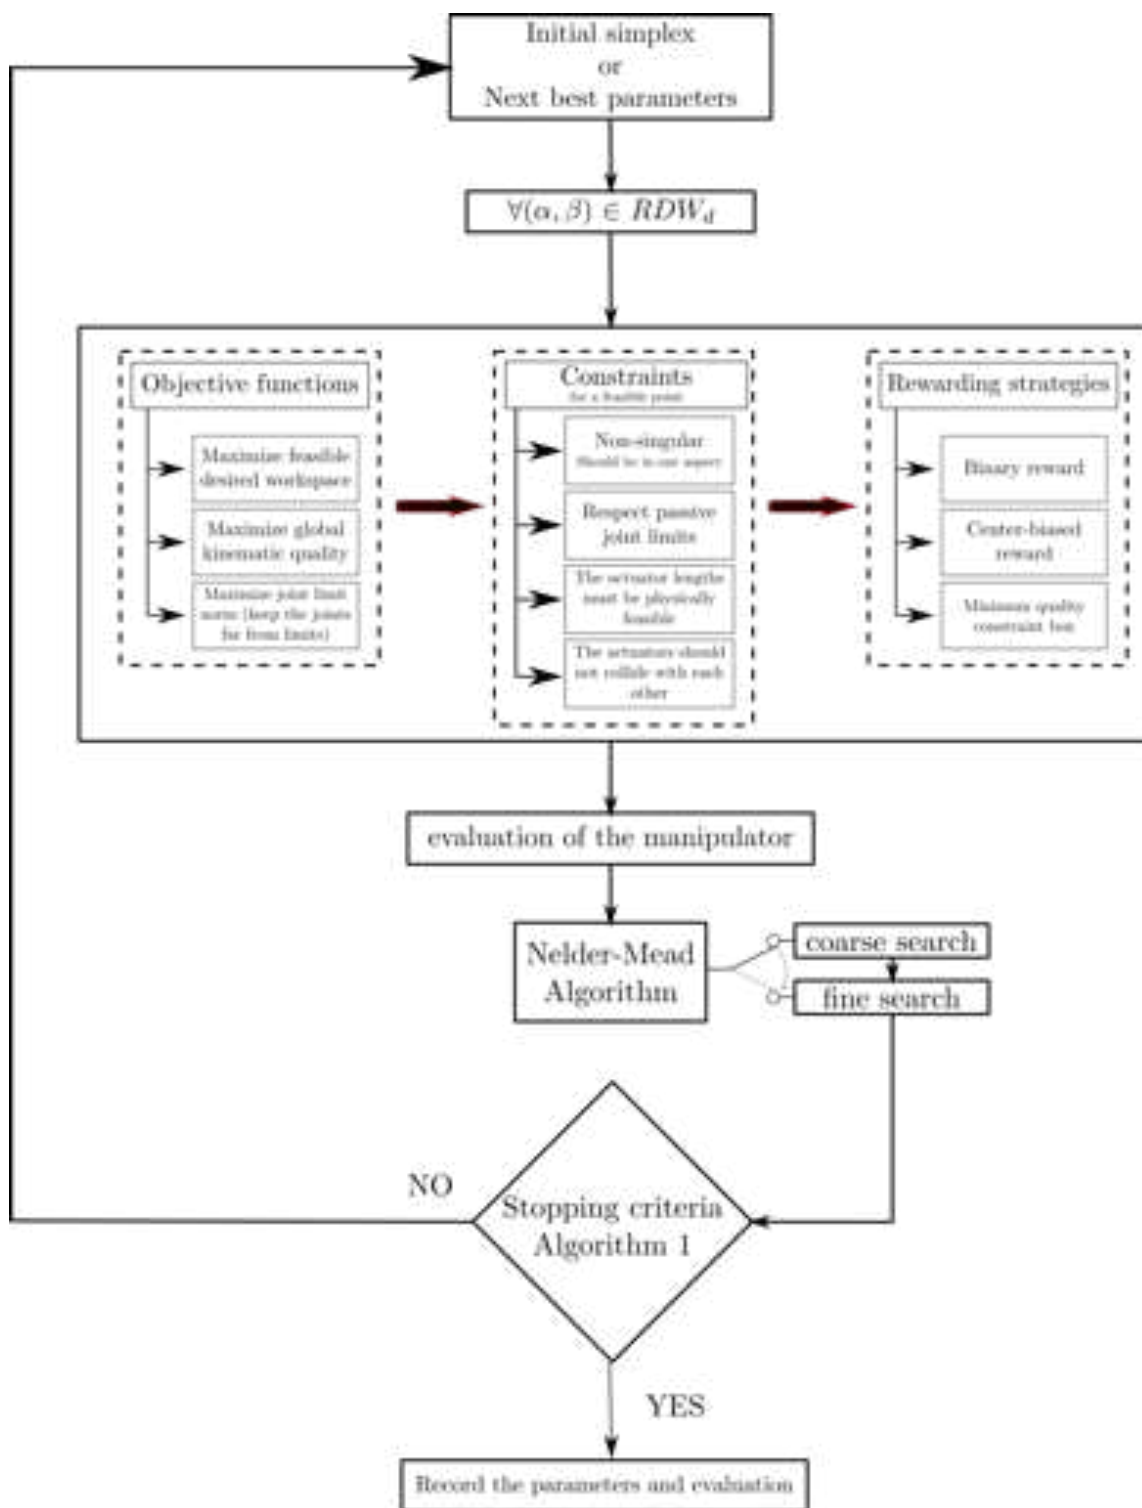 Initial simplex
or
Next best parameters
∀(α, β) ∈ RDW_d
Objective functions
Maximize feasible
desired workspace
Maximize global
kinematic quality
Maximize joint limit
norm (keep the joints
far from limits)
Constraints
for a feasible point
Non-singular
Should be in one aspect
Respect passive
joint limits
The actuator lengths
must be physically
feasible
The actuators should
not collide with each
other
Rewarding strategies
Binary reward
Center-biased
reward
Minimum quality
constraint
evaluation of the manipulator
Nelder-Mead
Algorithm
coarse search
fine search
Stopping criteria
Algorithm 1
NO
YES
Record the parameters and evaluation